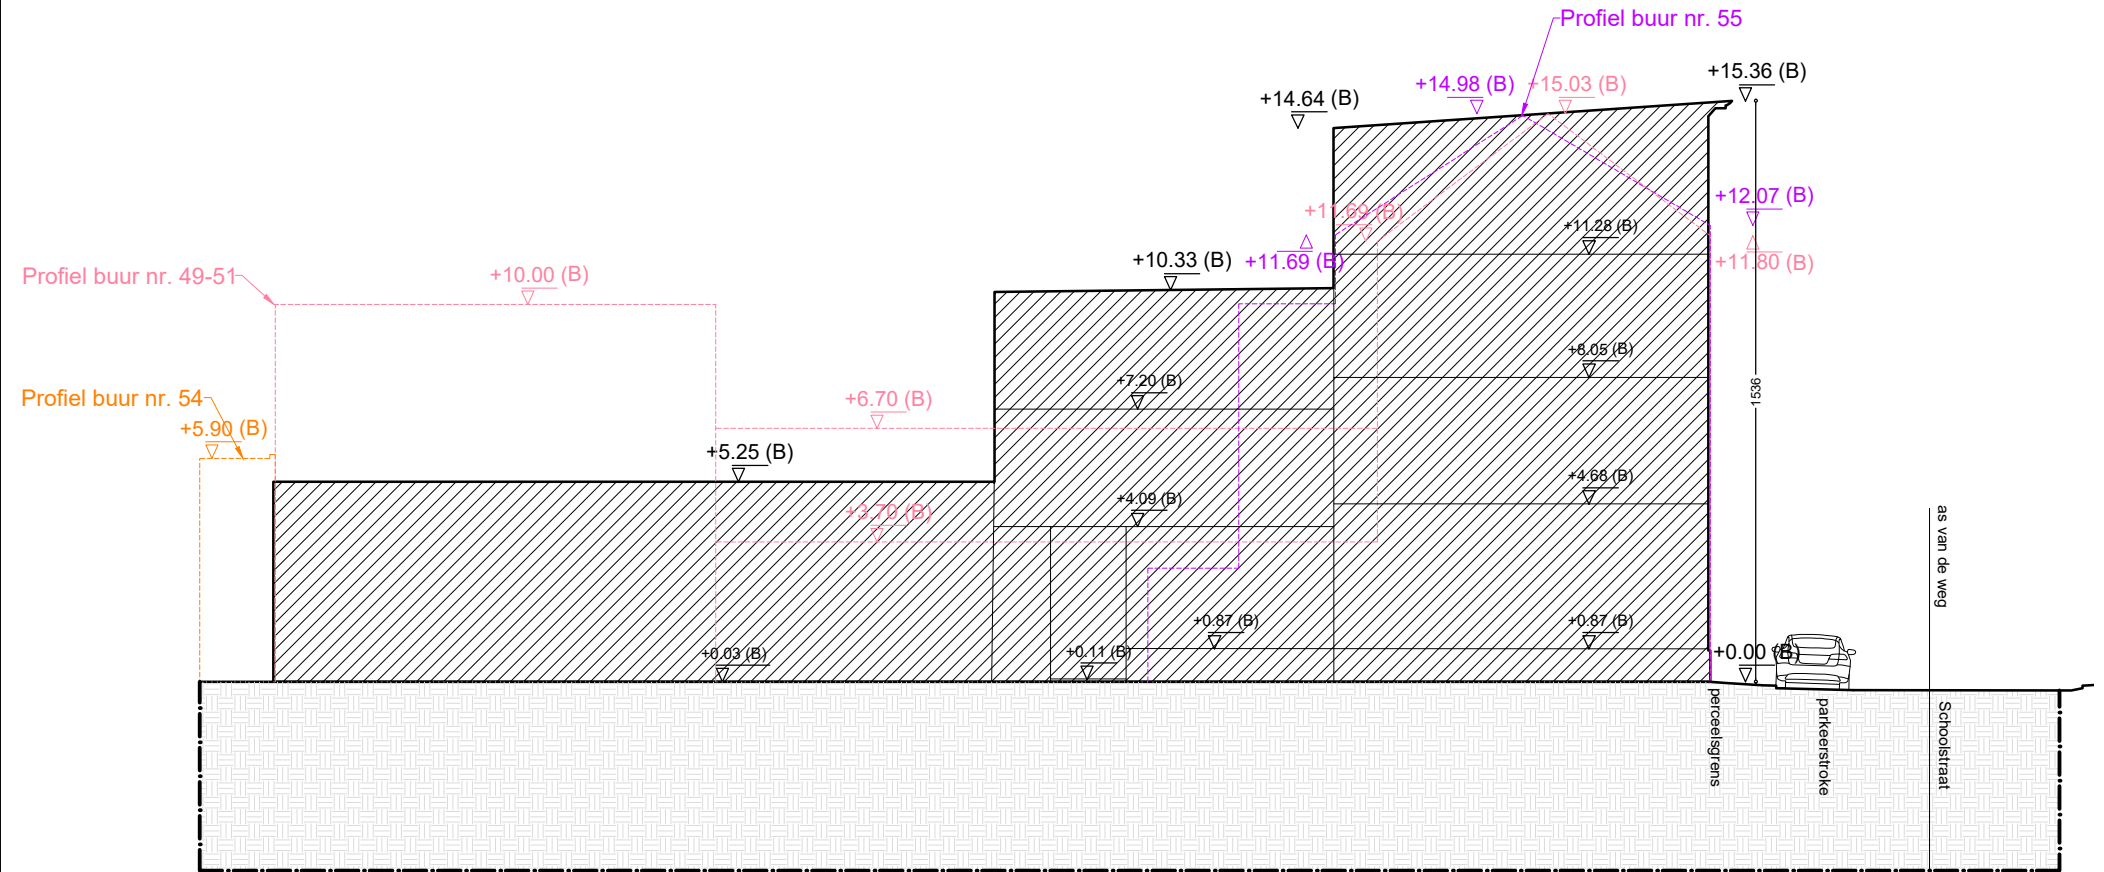 Profiel buur nr. 55
+15.36 (B)
+14.98 (B)
+15.03 (B)
+14.64 (B)
+12.07 (B)
+11.69 (B)
+11.28 (B)
+10.33 (B)
+11.69 (B)
+11.80 (B)
Profiel buur nr. 49-51
+10.00 (B)
+8.05 (B)
+7.20 (B)
1536
Profiel buur nr. 54
+6.70 (B)
+5.90 (B)
+5.25 (B)
+4.68 (B)
+4.09 (B)
+3.70 (B)
as van de weg
+0.87 (B)
+0.87 (B)
+0.03 (B)
+0.11 (B)
+0.00 (B)
perceelsgrens
parkeerstroke
Schoolstraat